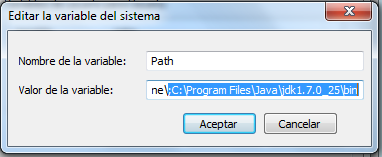 Editar la variable del sistema
Nombre de la variable: Path
Valor de la variable: ne\;C:\Program Files\Java\jdk1.7.0_25\bin
Aceptar Cancelar